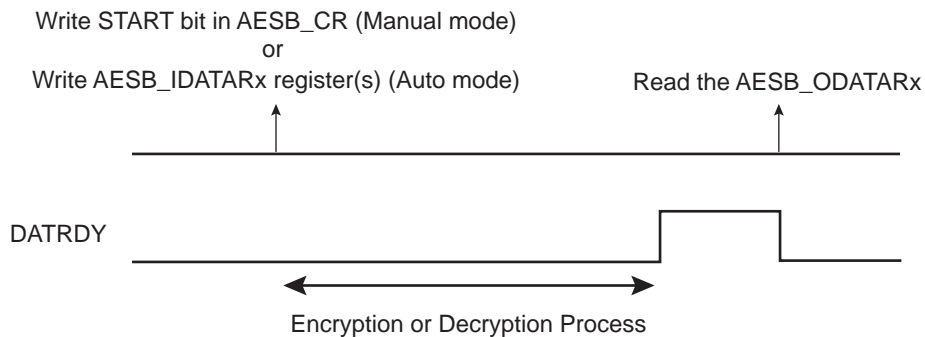 Write START bit in AESB_CR (Manual mode)
or
Write AESB_IDATARx register(s) (Auto mode)
Read the AESB_ODATARx
DATRDY
Encryption or Decryption Process